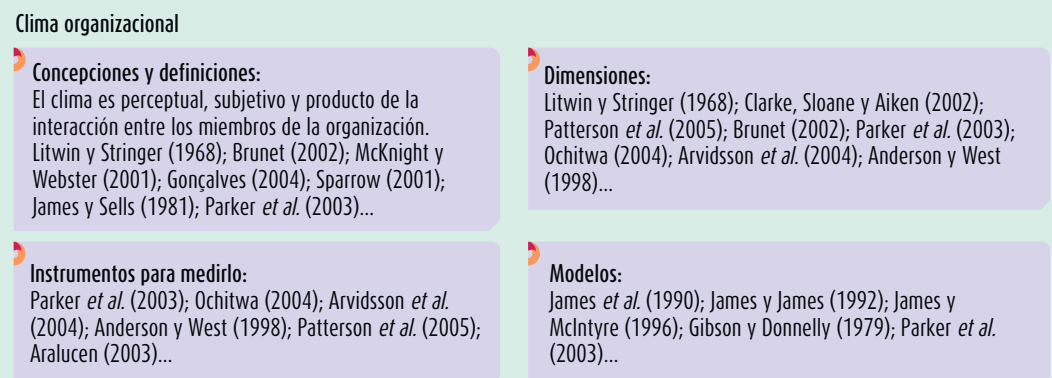 Clima organizacional
Concepciones y definiciones:
El clima es perceptual, subjetivo y producto de la
interacción entre los miembros de la organización.
Litwin y Stringer (1968); Brunet (2002); McKnight y
Webster (2001); Gonçalves (2004); Sparrow (2001);
James y Sells (1981); Parker et al. (2003)...
Dimensiones:
Litwin y Stringer (1968); Clarke, Sloane y Aiken (2002);
Patterson et al. (2005); Brunet (2002); Parker et al. (2003);
Ochitwa (2004); Arvidsson et al. (2004); Anderson y West
(1998)...
Instrumentos para medirlo:
Parker et al. (2003); Ochitwa (2004); Arvidsson et al.
(2004); Anderson y West (1998); Patterson et al. (2005);
Aralucen (2003)...
Modelos:
James et al. (1990); James y James (1992); James y
McIntyre (1996); Gibson y Donnelly (1979); Parker et al.
(2003)...